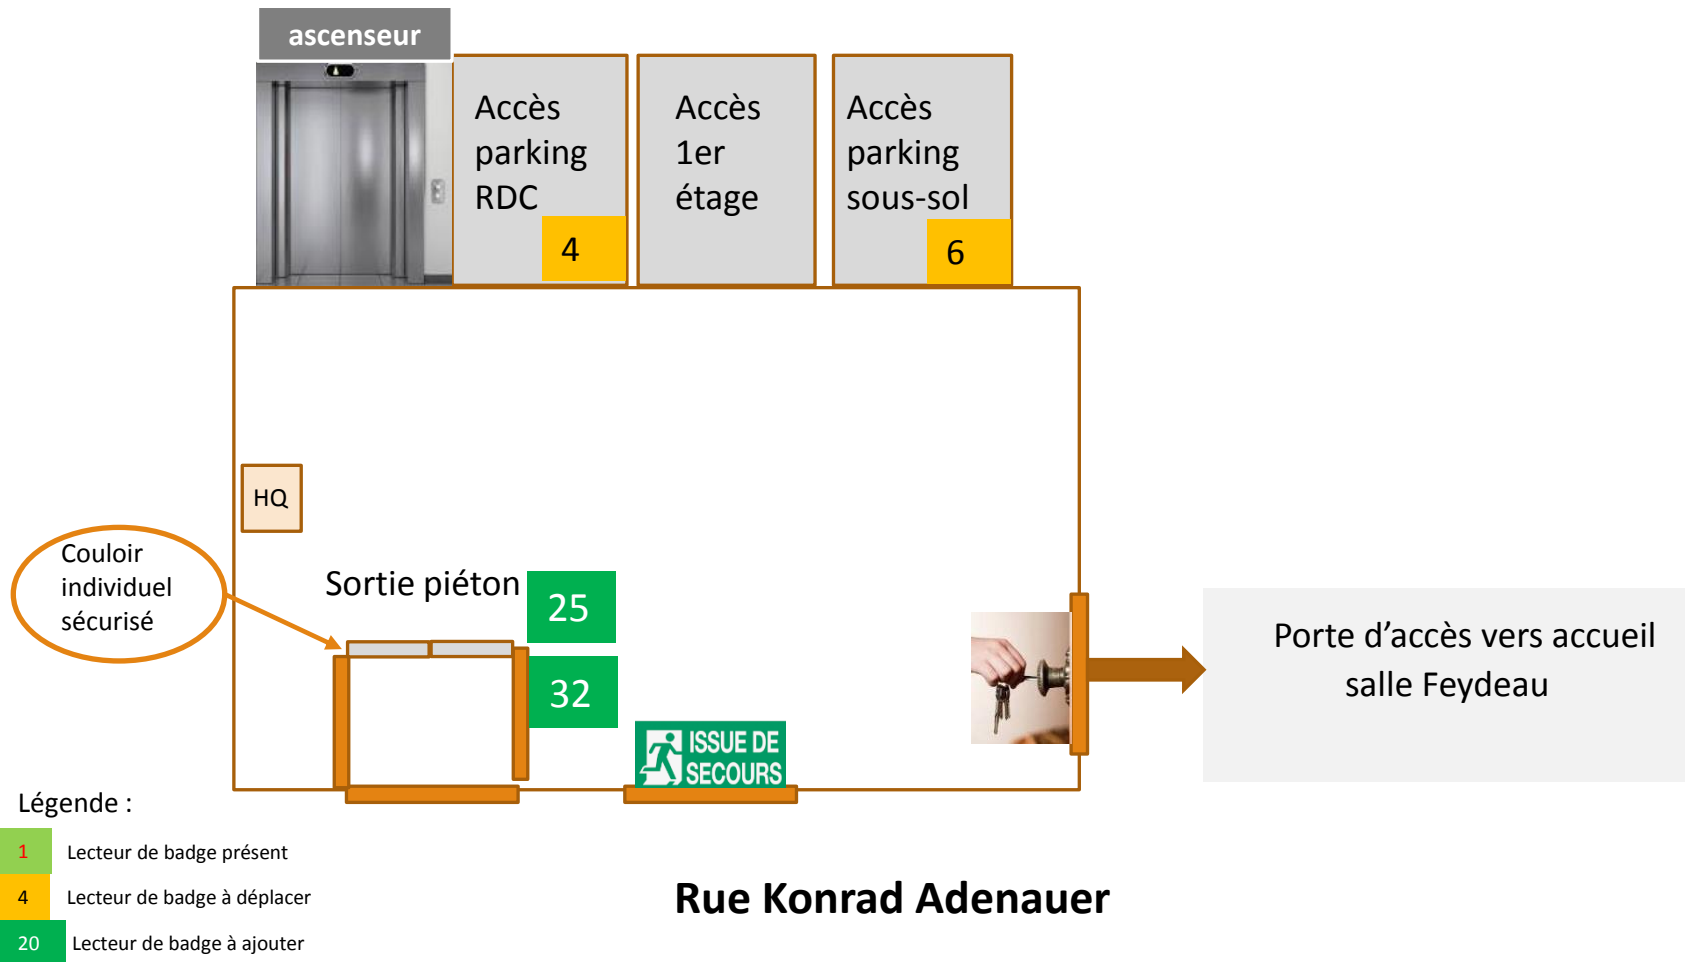 ascenseur
Accès
parking
RDC
4
Accès
1er
étage
Accès
parking
sous-sol
6
HQ
Couloir
individuel
sécurisé
Sortie piéton
25
32
ISSUE DE
SECOURS
Porte d’accès vers accueil
salle Feydeau
Légende :
1 Lecteur de badge présent
4 Lecteur de badge à déplacer
20 Lecteur de badge à ajouter
Rue Konrad Adenauer